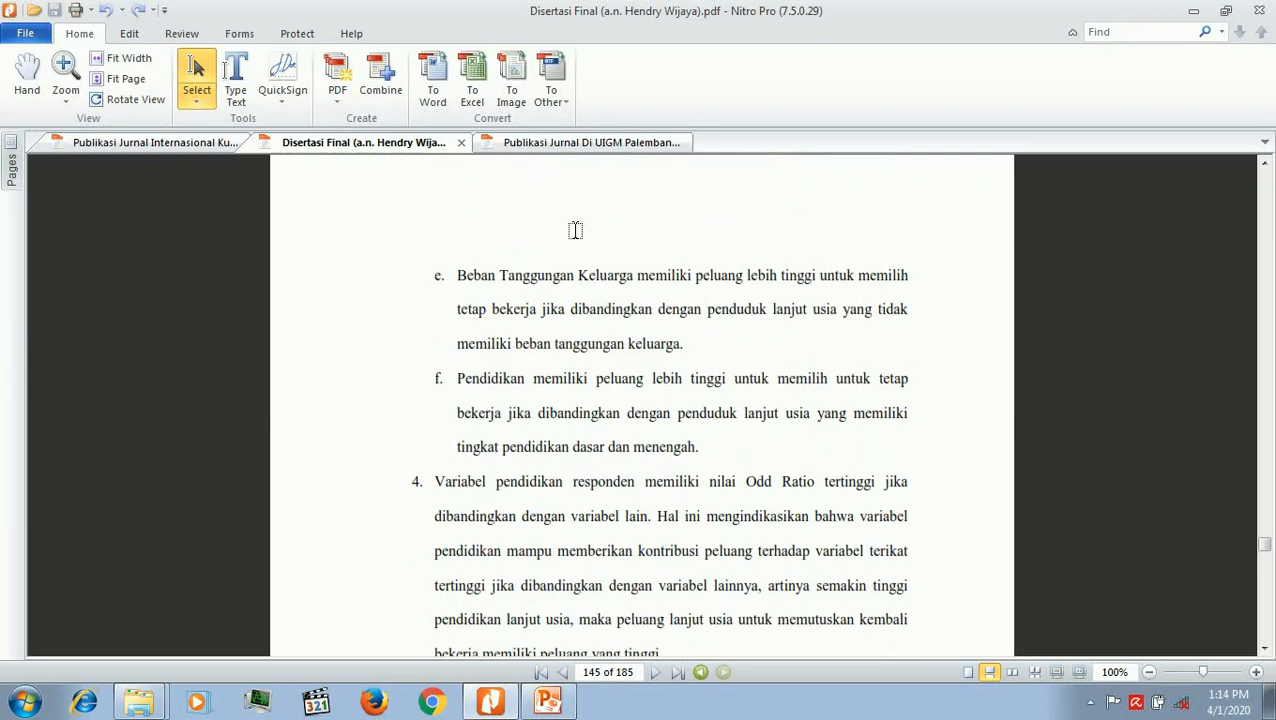 Disertasi Final (a.n. Hendry Wijaya).pdf - Nitro Pro (7.5.0.29)
File Home Edit Review Forms Protect Help
Find
Hand
Zoom
Fit Width
Fit Page
Rotate View
View
Select
Type Text
QuickSign
Tools
PDF
Combine
Create
To Word
To Excel
To Image
To Other
Convert
Publikasi Jurnal Internasional Ku...
Disertasi Final (a.n. Hendry Wija...
Publikasi Jurnal Di UIGM Palemban...
Pages
e. Beban Tanggungan Keluarga memiliki peluang lebih tinggi untuk memilih
tetap bekerja jika dibandingkan dengan penduduk lanjut usia yang tidak
memiliki beban tanggungan keluarga.
f. Pendidikan memiliki peluang lebih tinggi untuk memilih untuk tetap
bekerja jika dibandingkan dengan penduduk lanjut usia yang memiliki
tingkat pendidikan dasar dan menengah.
4. Variabel pendidikan responden memiliki nilai Odd Ratio tertinggi jika
dibandingkan dengan variabel lain. Hal ini mengindikasikan bahwa variabel
pendidikan mampu memberikan kontribusi peluang terhadap variabel terikat
tertinggi jika dibandingkan dengan variabel lainnya, artinya semakin tinggi
pendidikan lanjut usia, maka peluang lanjut usia untuk memutuskan kembali
bekerja memiliki peluang yang tinggi.
145 of 185
100%
321
1:14 PM
4/1/2020